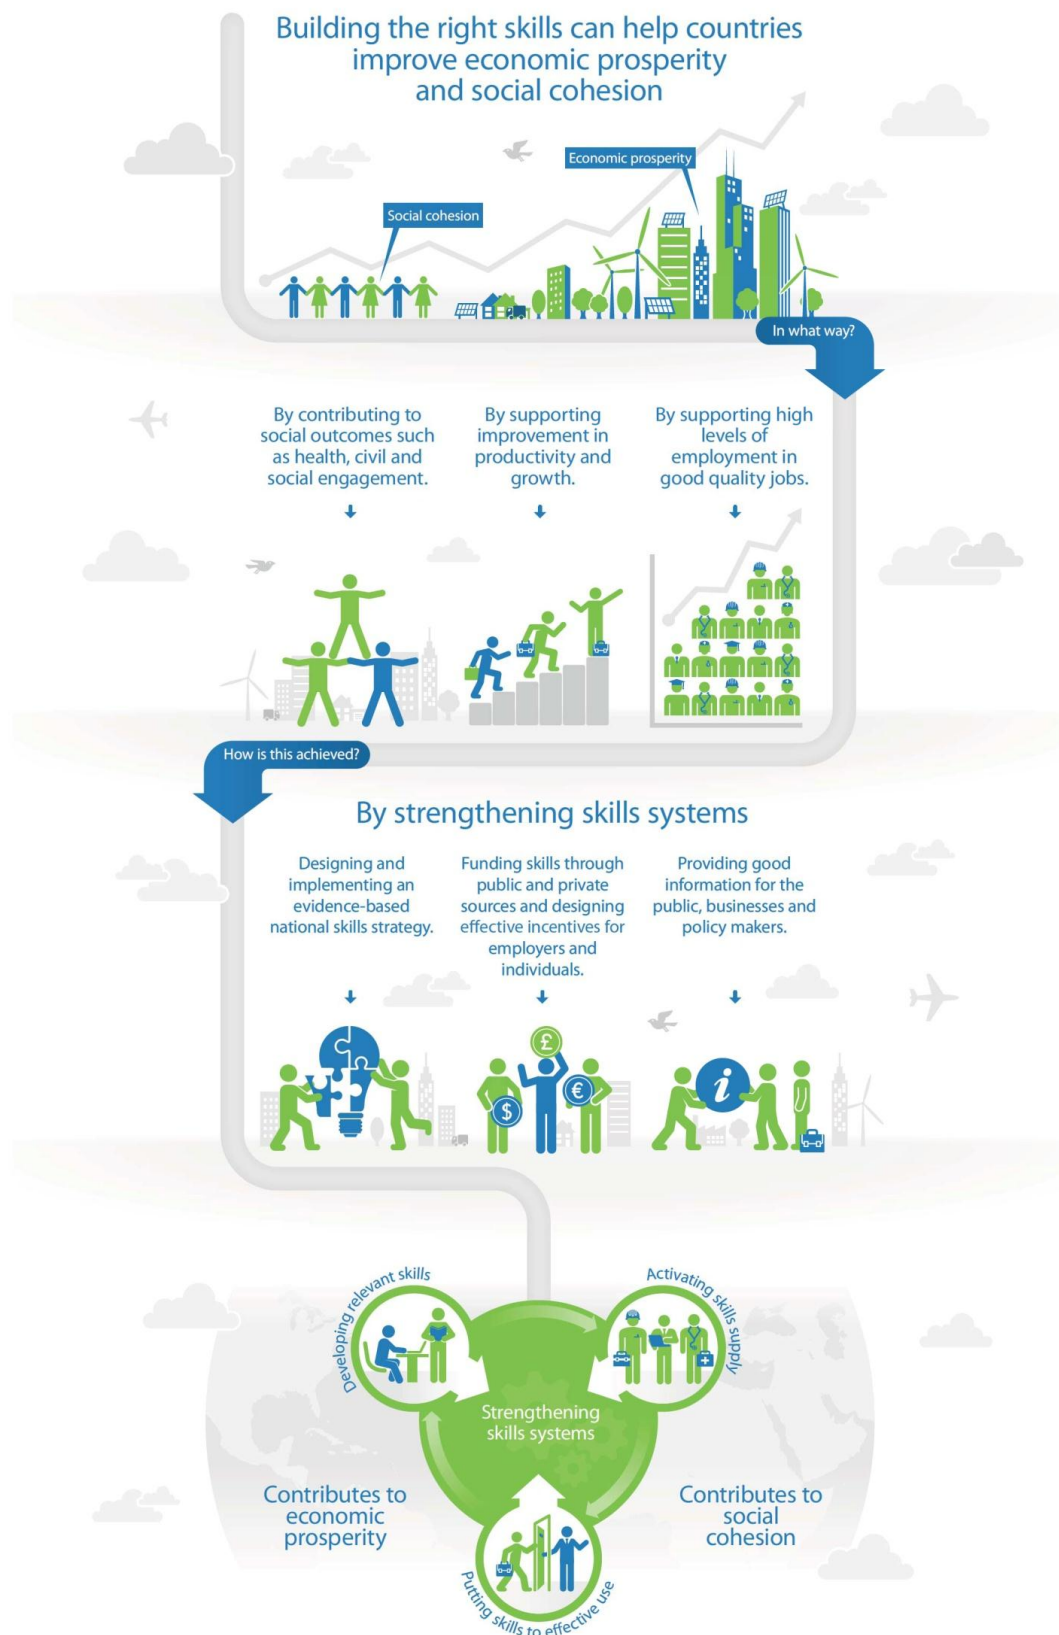 Building the right skills can help countries
improve economic prosperity
and social cohesion
Economic prosperity
Social cohesion
In what way?
By contributing to
social outcomes such
as health, civil and
social engagement.
By supporting
improvement in
productivity and
growth.
By supporting high
levels of
employment in
good quality jobs.
How is this achieved?
By strengthening skills systems
Designing and
implementing an
evidence-based
national skills strategy.
Funding skills through
public and private
sources and designing
effective incentives for
employers and
individuals.
Providing good
information for the
public, businesses and
policy makers.
£
$
€
i
Developing relevant skills
Activating skills supply
Strengthening
skills systems
Contributes to
economic
prosperity
Contributes to
social
cohesion
Putting skills to effective use